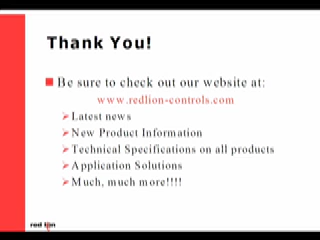 Thank You!
Be sure to check out our website at:
www.redlion-controls.com
Latest news
New Product Information
Technical Specifications on all products
Application Solutions
Much, much more!!!!
red lion